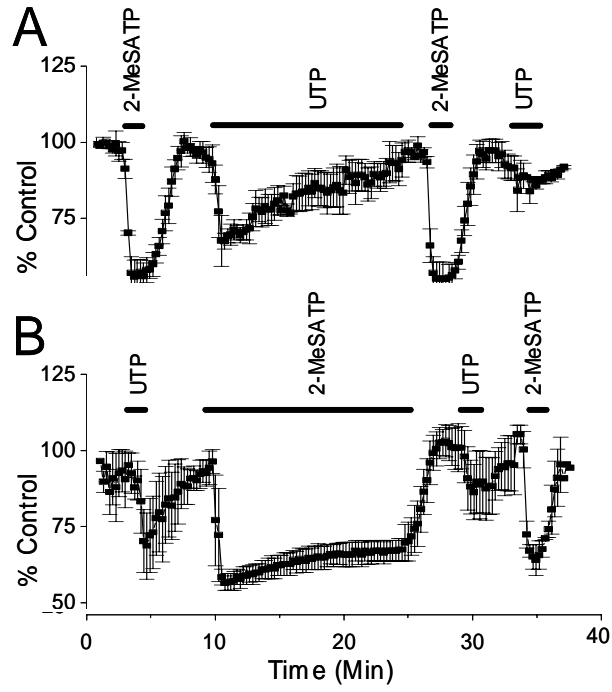 A
2-MeSATP
UTP
2-MeSATP
UTP
125
100
75
% Control
B
UTP
2-MeSATP
UTP
2-MeSATP
125
100
75
50
% Control
0
10
20
30
40
Time (Min)